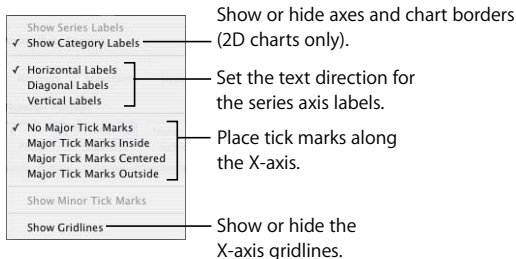 Show Series Labels
✓ Show Category Labels
✓ Horizontal Labels
Diagonal Labels
Vertical Labels
✓ No Major Tick Marks
Major Tick Marks Inside
Major Tick Marks Centered
Major Tick Marks Outside
Show Minor Tick Marks
Show Gridlines
Show or hide axes and chart borders
(2D charts only).
Set the text direction for
the series axis labels.
Place tick marks along
the X-axis.
Show or hide the
X-axis gridlines.